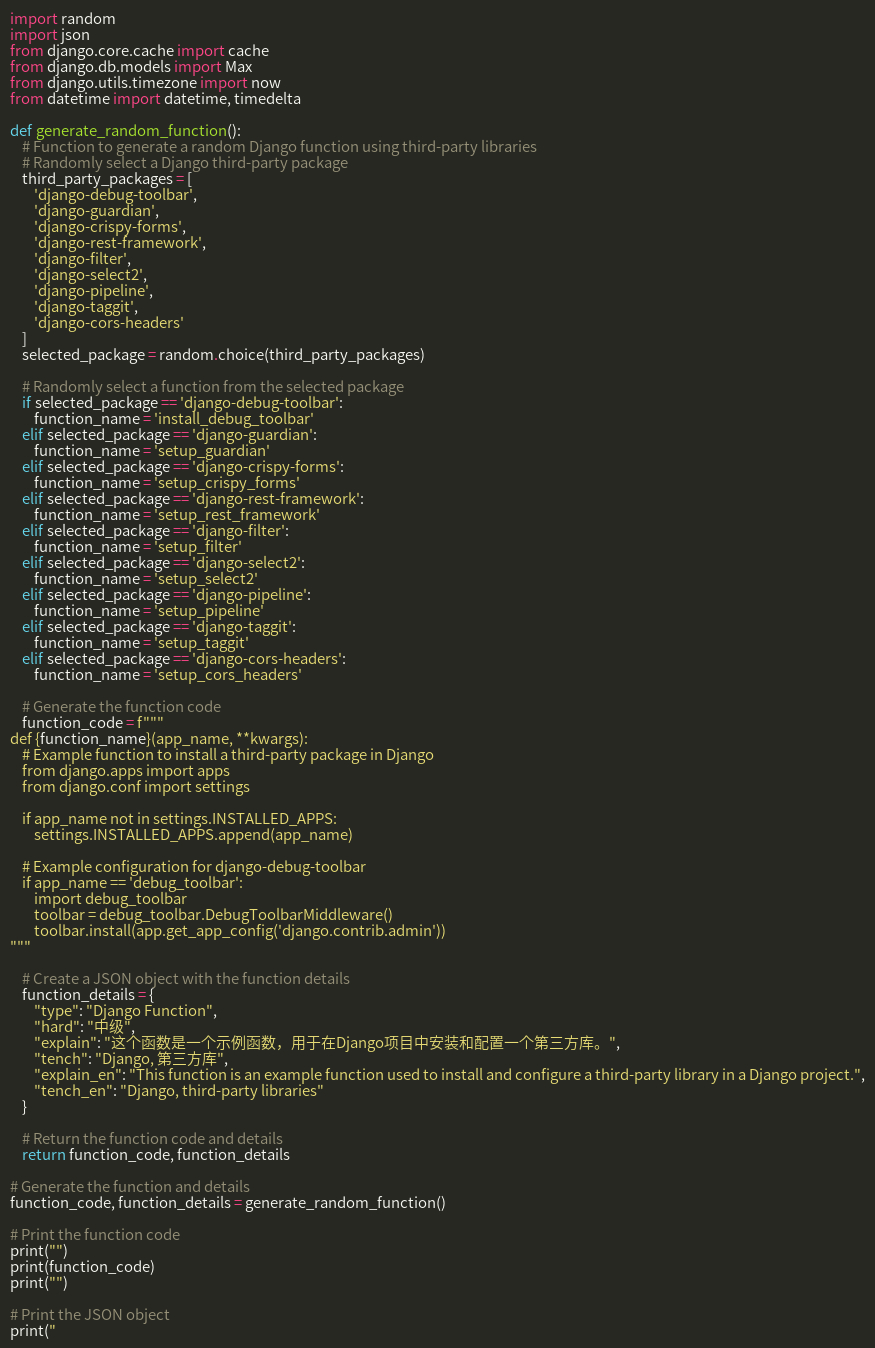 import random
import json
from django.core.cache import cache
from django.db.models import Max
from django.utils.timezone import now
from datetime import datetime, timedelta

def generate_random_function():
    # Function to generate a random Django function using third-party libraries
    # Randomly select a Django third-party package
    third_party_packages = [
        'django-debug-toolbar',
        'django-guardian',
        'django-crispy-forms',
        'django-rest-framework',
        'django-filter',
        'django-select2',
        'django-pipeline',
        'django-taggit',
        'django-cors-headers'
    ]
    selected_package = random.choice(third_party_packages)

    # Randomly select a function from the selected package
    if selected_package == 'django-debug-toolbar':
        function_name = 'install_debug_toolbar'
    elif selected_package == 'django-guardian':
        function_name = 'setup_guardian'
    elif selected_package == 'django-crispy-forms':
        function_name = 'setup_crispy_forms'
    elif selected_package == 'django-rest-framework':
        function_name = 'setup_rest_framework'
    elif selected_package == 'django-filter':
        function_name = 'setup_filter'
    elif selected_package == 'django-select2':
        function_name = 'setup_select2'
    elif selected_package == 'django-pipeline':
        function_name = 'setup_pipeline'
    elif selected_package == 'django-taggit':
        function_name = 'setup_taggit'
    elif selected_package == 'django-cors-headers':
        function_name = 'setup_cors_headers'

    # Generate the function code
    function_code = f"""
def {function_name}(app_name, **kwargs):
    # Example function to install a third-party package in Django
    from django.apps import apps
    from django.conf import settings

    if app_name not in settings.INSTALLED_APPS:
        settings.INSTALLED_APPS.append(app_name)

    # Example configuration for django-debug-toolbar
    if app_name == 'debug_toolbar':
        import debug_toolbar
        toolbar = debug_toolbar.DebugToolbarMiddleware()
        toolbar.install(app.get_app_config('django.contrib.admin'))
"""

    # Create a JSON object with the function details
    function_details = {
        "type": "Django Function",
        "hard": "中级",
        "explain": "这个函数是一个示例函数，用于在Django项目中安装和配置一个第三方库。",
        "tench": "Django, 第三方库",
        "explain_en": "This function is an example function used to install and configure a third-party library in a Django project.",
        "tench_en": "Django, third-party libraries"
    }

    # Return the function code and details
    return function_code, function_details

# Generate the function and details
function_code, function_details = generate_random_function()

# Print the function code
print("")
print(function_code)
print("")

# Print the JSON object
print("